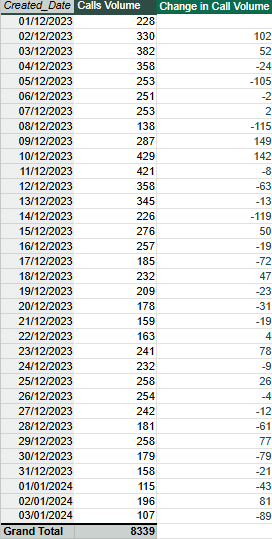 Created_Date Calls Volume Change in Call Volume
01/12/2023 228
02/12/2023 330 102
03/12/2023 382 52
04/12/2023 358 -24
05/12/2023 253 -105
06/12/2023 251 -2
07/12/2023 253 2
08/12/2023 138 -115
09/12/2023 287 149
10/12/2023 429 142
11/12/2023 421 -8
12/12/2023 358 -63
13/12/2023 345 -13
14/12/2023 226 -119
15/12/2023 276 50
16/12/2023 257 -19
17/12/2023 185 -72
18/12/2023 232 47
19/12/2023 209 -23
20/12/2023 178 -31
21/12/2023 159 -19
22/12/2023 163 4
23/12/2023 241 78
24/12/2023 232 -9
25/12/2023 258 26
26/12/2023 254 -4
27/12/2023 242 -12
28/12/2023 181 -61
29/12/2023 258 77
30/12/2023 179 -79
31/12/2023 158 -21
01/01/2024 115 -43
02/01/2024 196 81
03/01/2024 107 -89
Grand Total 8339